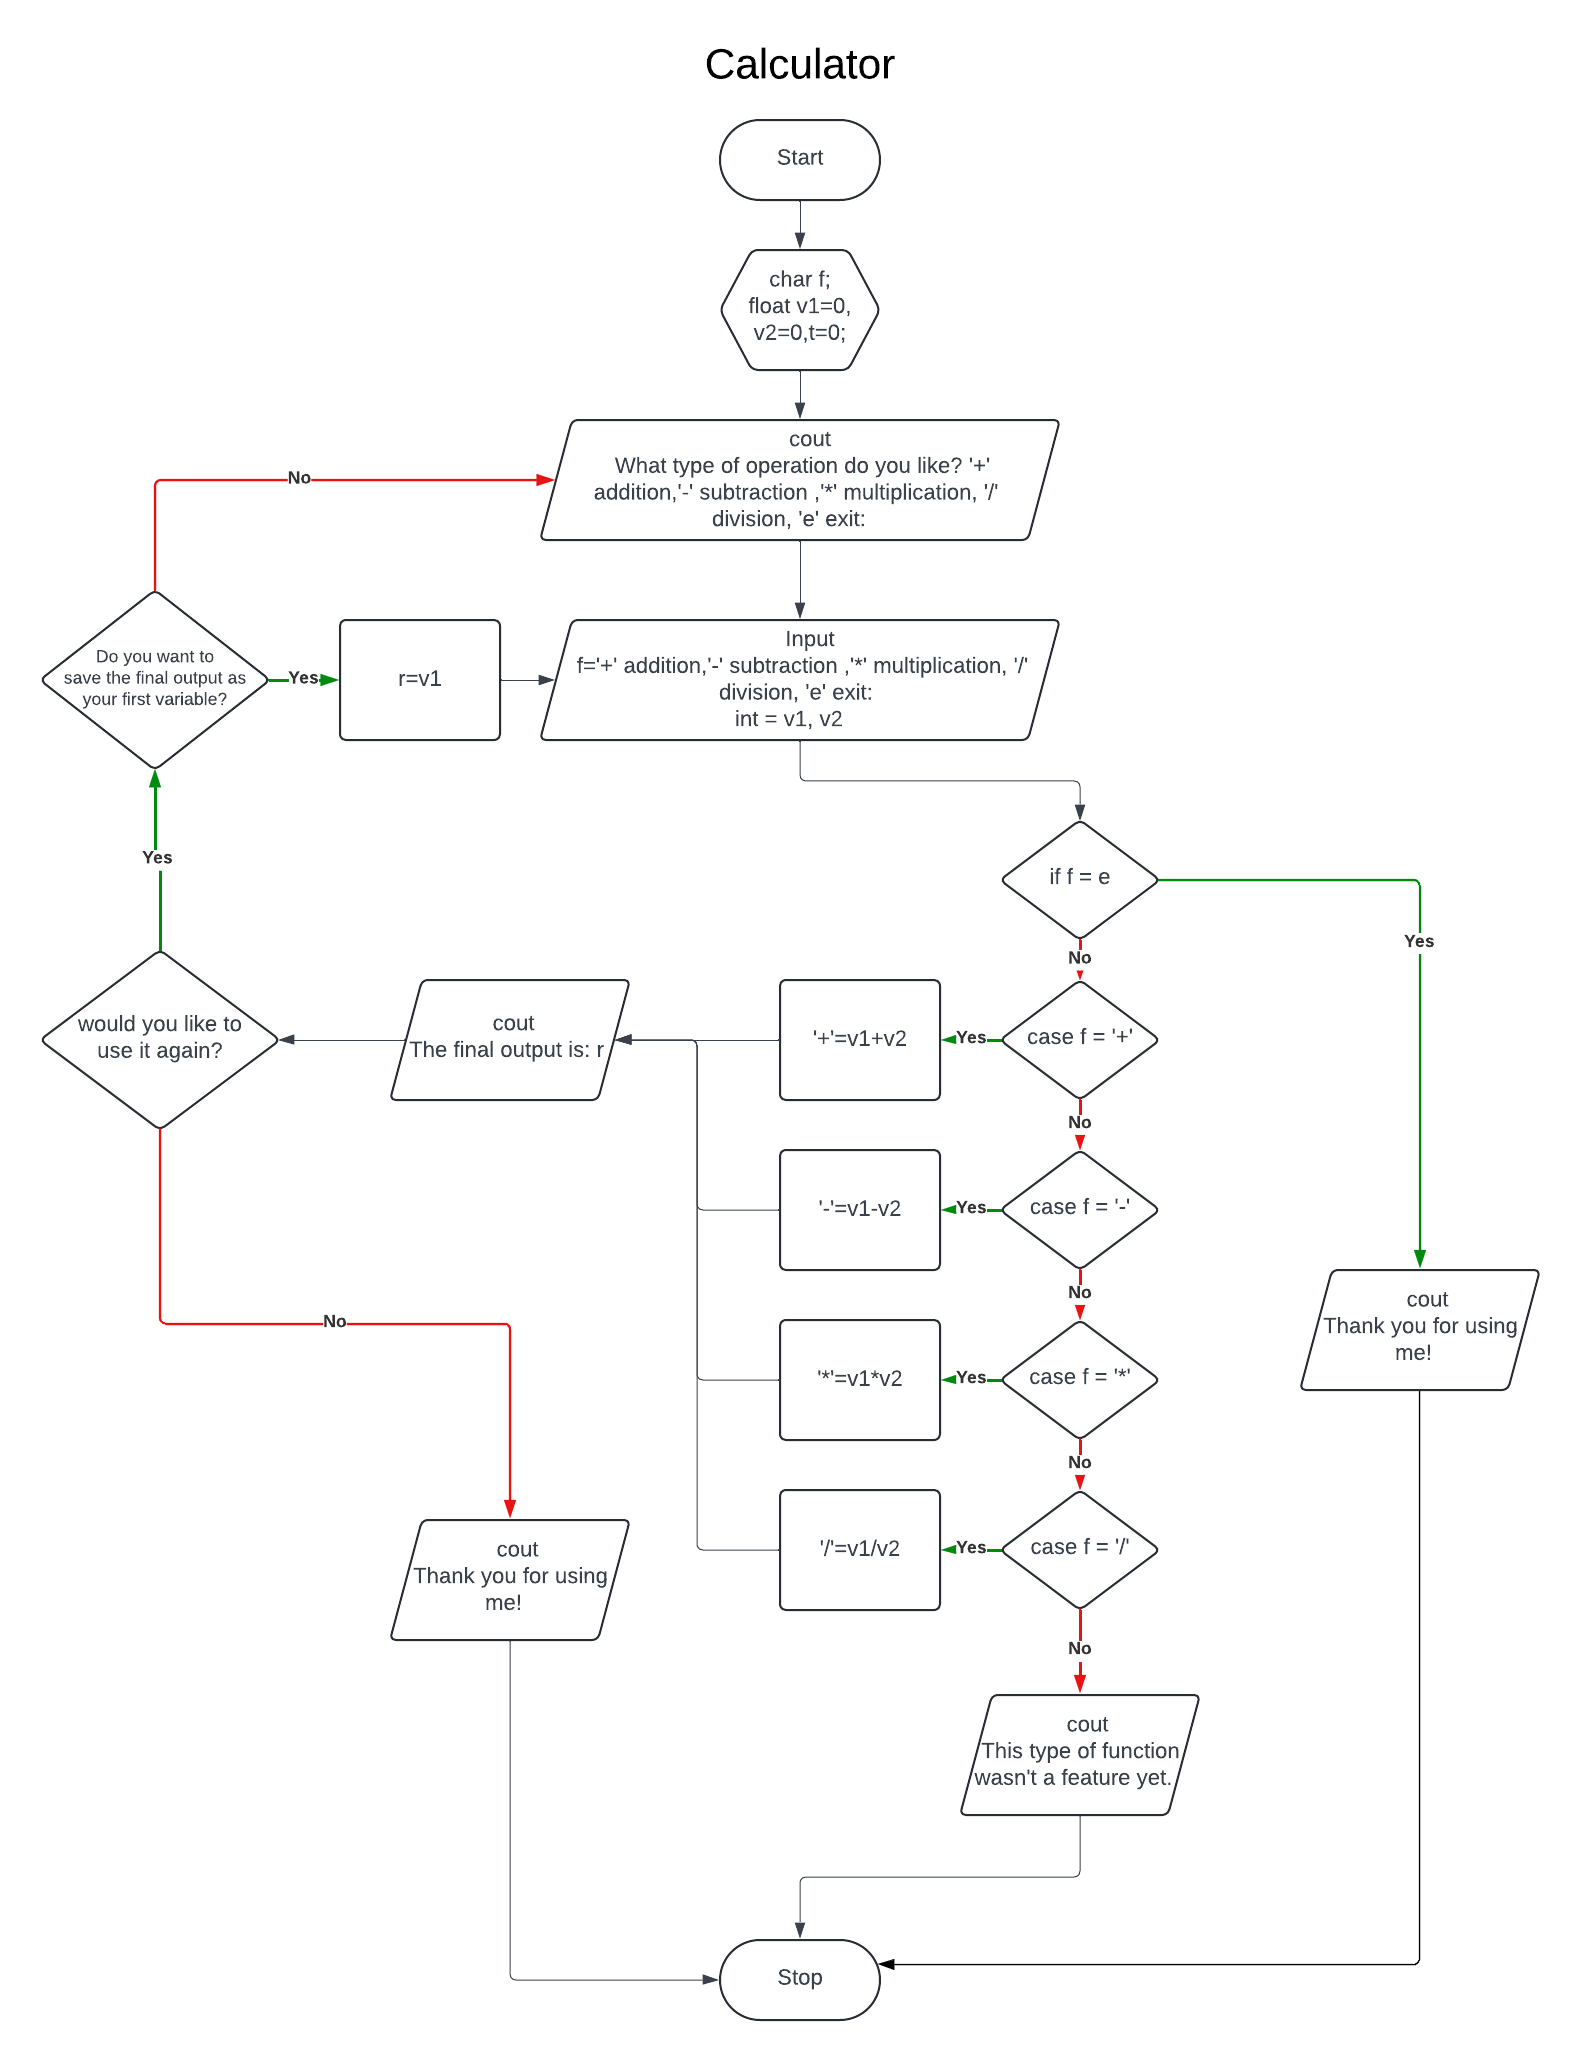 Calculator
Start
char f;
float v1=0,
v2=0,t=0;
cout
What type of operation do you like? '+'
addition,'-' subtraction ,'*' multiplication, '/'
division, 'e' exit:
No
Do you want to
save the final output as
your first variable?
Yes
r=v1
Input
f='+' addition,'-' subtraction ,'*' multiplication, '/'
division, 'e' exit:
int = v1, v2
Yes
if f = e
Yes
No
would you like to
use it again?
cout
The final output is: r
'+'=v1+v2
Yes
case f = '+'
No
'-'=v1-v2
Yes
case f = '-'
No
No
'*'=v1*v2
Yes
case f = '*'
cout
Thank you for using
me!
No
cout
Thank you for using
me!
'/'=v1/v2
Yes
case f = '/'
No
cout
This type of function
wasn't a feature yet.
Stop